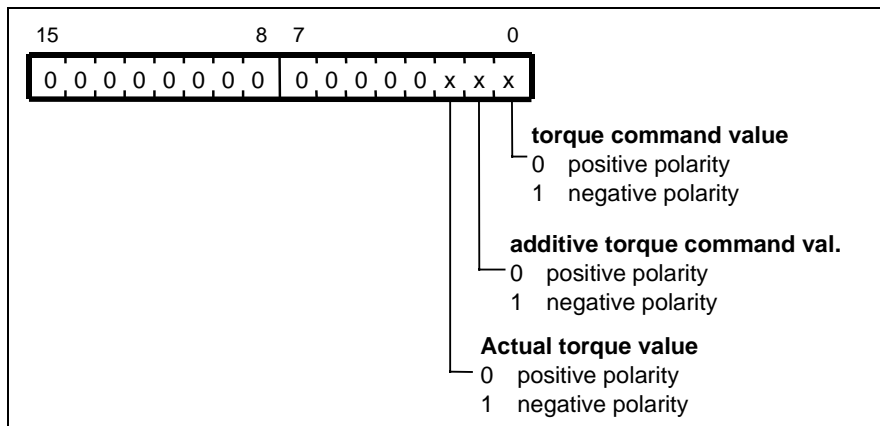 15 8 7 0
0 0 0 0 0 0 0 0 0 0 0 0 0 x x x
torque command value
0 positive polarity
1 negative polarity
additive torque command val.
0 positive polarity
1 negative polarity
Actual torque value
0 positive polarity
1 negative polarity